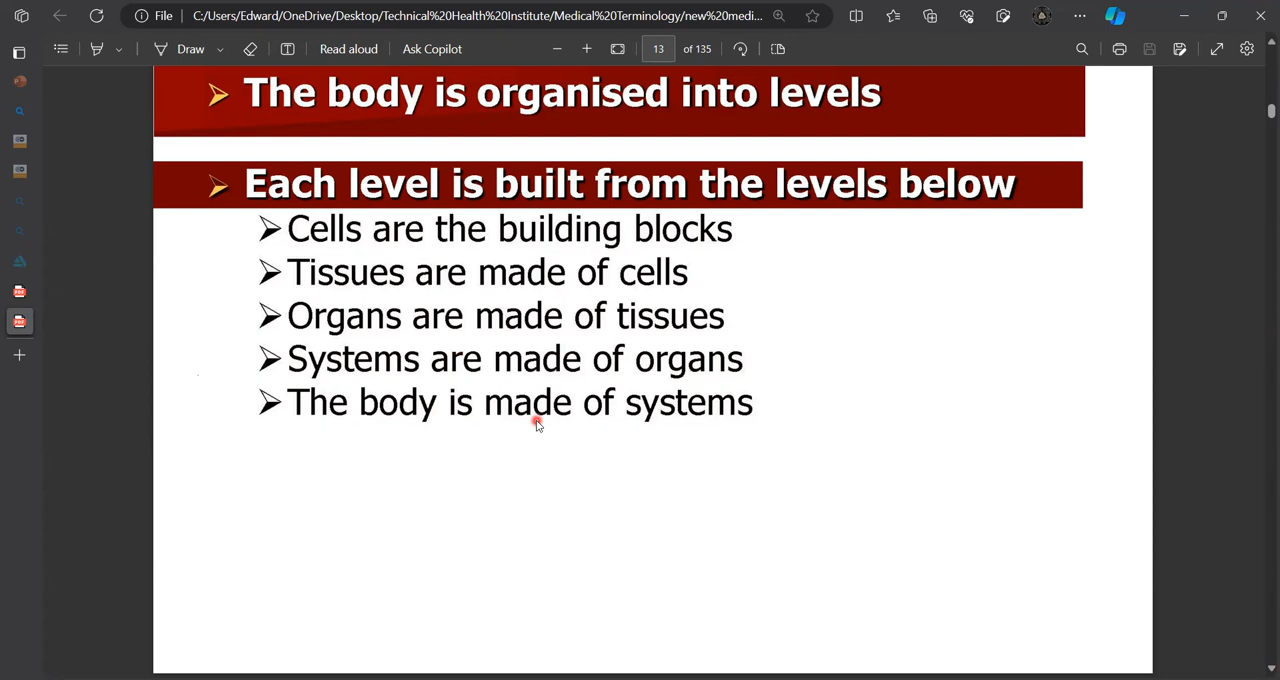 File
C:/Users/Edward/OneDrive/Desktop/Technical%20Health%20Institute/Medical%20Terminology/new%20medi...
Draw
Read aloud
Ask Copilot
13
of 135
The body is organised into levels
Each level is built from the levels below
Cells are the building blocks
Tissues are made of cells
Organs are made of tissues
Systems are made of organs
The body is made of systems